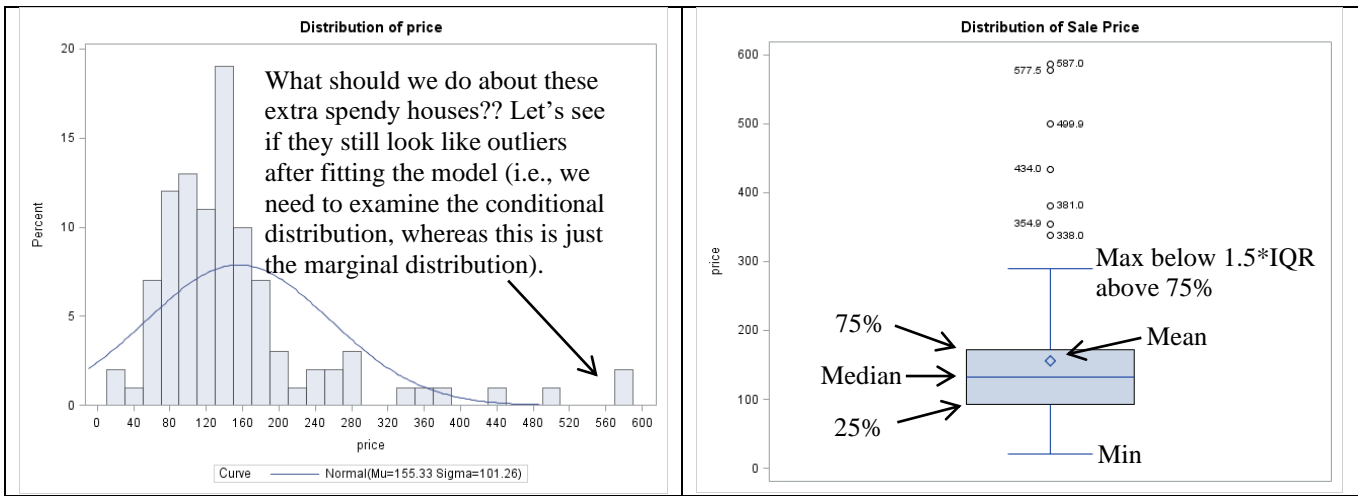 Distribution of price
20
15
10
5
0
Percent
What should we do about these
extra spendy houses?? Let’s see
if they still look like outliers
after fitting the model (i.e., we
need to examine the conditional
distribution, whereas this is just
the marginal distribution).
0 40 80 120 160 200 240 280 320 360 400 440 480 520 560 600
price
Curve Normal(Mu=155.33 Sigma=101.26)
Distribution of Sale Price
600
500
400
300
200
100
0
price
587.0
577.5
499.9
434.0
381.0
354.9
338.0
Max below 1.5*IQR
above 75%
75%
Mean
Median
25%
Min